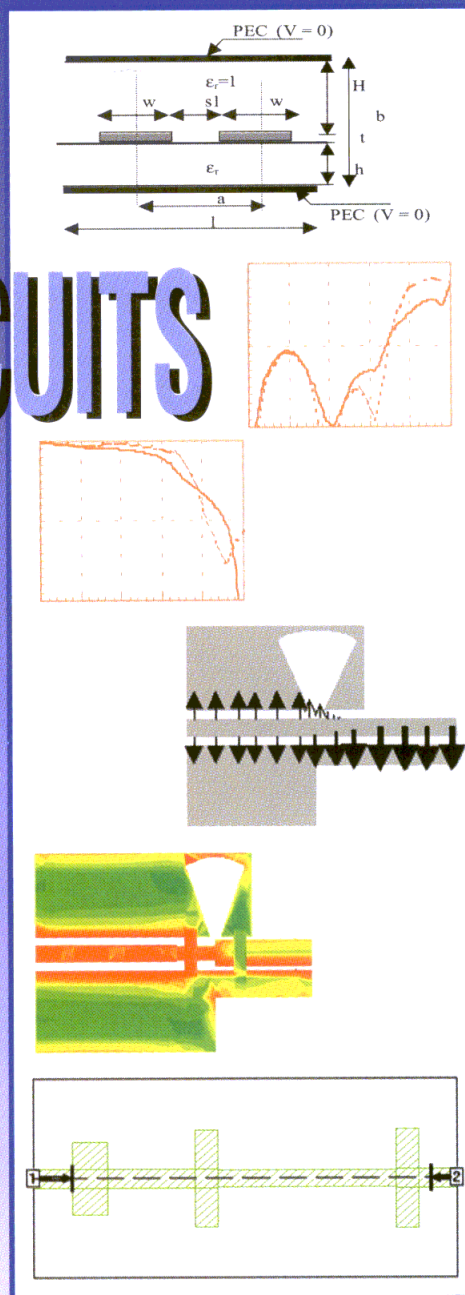 PEC (V = 0)
εᵣ=1
H
w
s1
w
b
t
εᵣ
h
a
PEC (V = 0)
l
CUITS
1
2